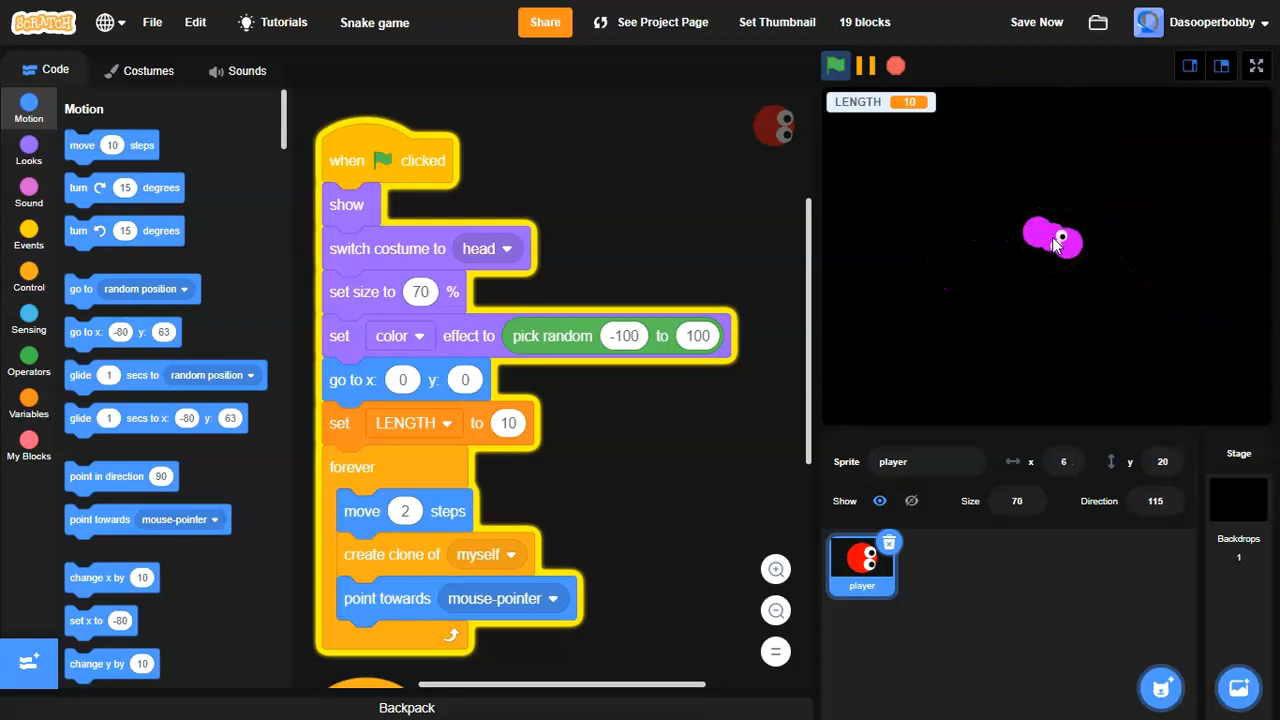 SCRATCH
File
Edit
Tutorials
Snake game
Share
See Project Page
Set Thumbnail
19 blocks
Save Now
Dasooperbobby
Code
Costumes
Sounds
Motion
Looks
Sound
Events
Control
Sensing
Operators
Variables
My Blocks
Motion
move 10 steps
turn 15 degrees
turn 15 degrees
go to random position
go to x: -80 y: 63
glide 1 secs to random position
glide 1 secs to x: -80 y: 63
point in direction 90
point towards mouse-pointer
change x by 10
set x to -80
change y by 10
when clicked
show
switch costume to head
set size to 70 %
set color effect to pick random -100 to 100
go to x: 0 y: 0
set LENGTH to 10
forever
move 2 steps
create clone of myself
point towards mouse-pointer
=
LENGTH 10
Sprite player x 6 y 20
Show Size 70 Direction 115
player
Stage
Backdrops
1
Backpack